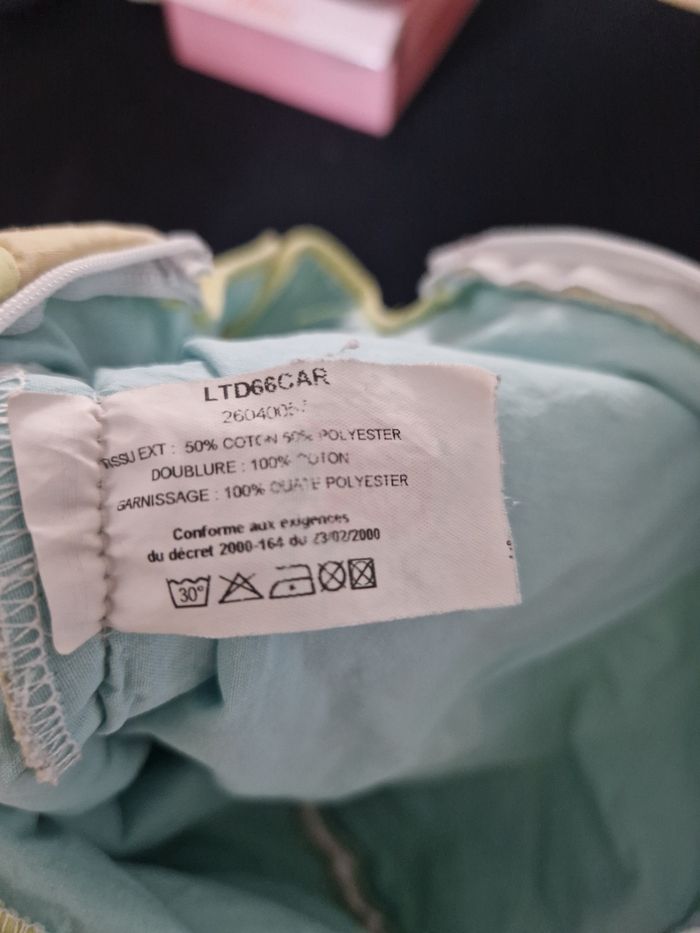 LTD66CAR
TISSU EXT : 50% COTON 50% POLYESTER
DOUBLURE : 100% COTON
GARNISSAGE : 100% OUATE POLYESTER
Conforme aux exigences
du décret 2000-164 du 23/02/2000
30°